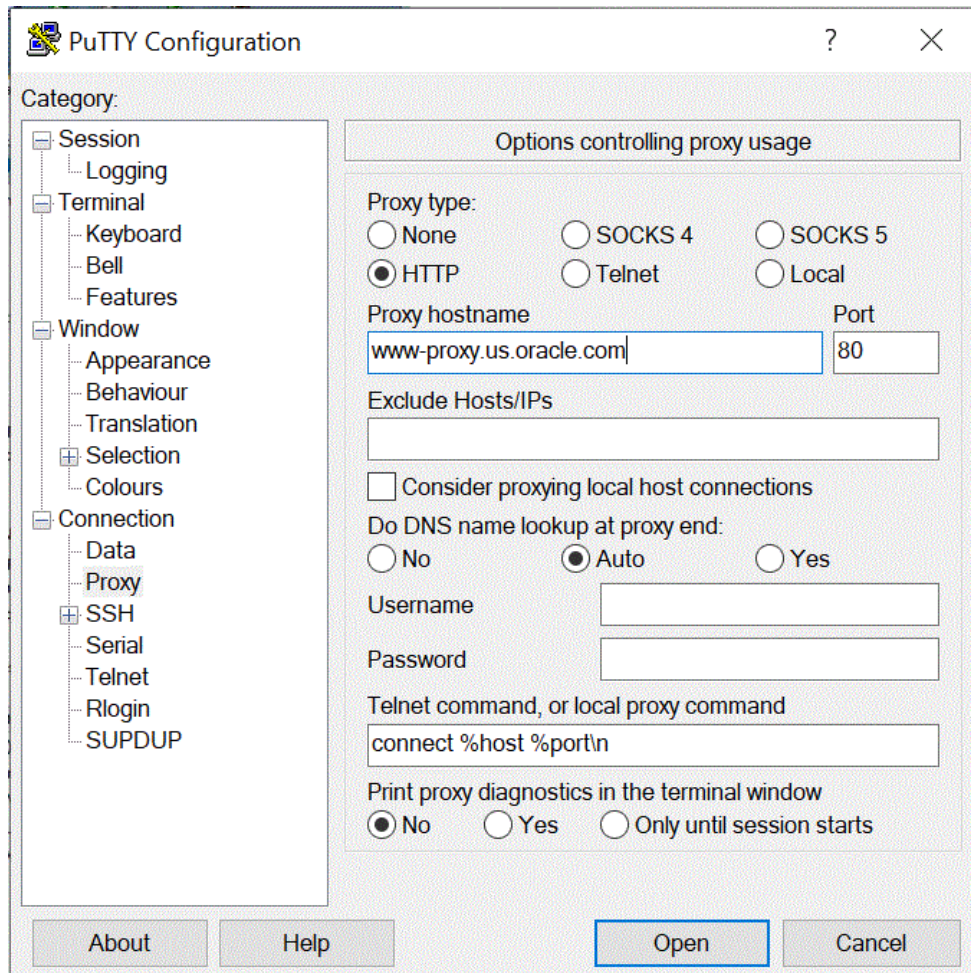 PuTTY Configuration
?
Category:
Session
Logging
Terminal
Keyboard
Bell
Features
Window
Appearance
Behaviour
Translation
Selection
Colours
Connection
Data
Proxy
SSH
Serial
Telnet
Rlogin
SUPDUP
Options controlling proxy usage
Proxy type:
None SOCKS 4 SOCKS 5
HTTP Telnet Local
Proxy hostname Port
www-proxy.us.oracle.com 80
Exclude Hosts/IPs
Consider proxying local host connections
Do DNS name lookup at proxy end:
No Auto Yes
Username
Password
Telnet command, or local proxy command
connect %host %port\n
Print proxy diagnostics in the terminal window
No Yes Only until session starts
About Help Open Cancel